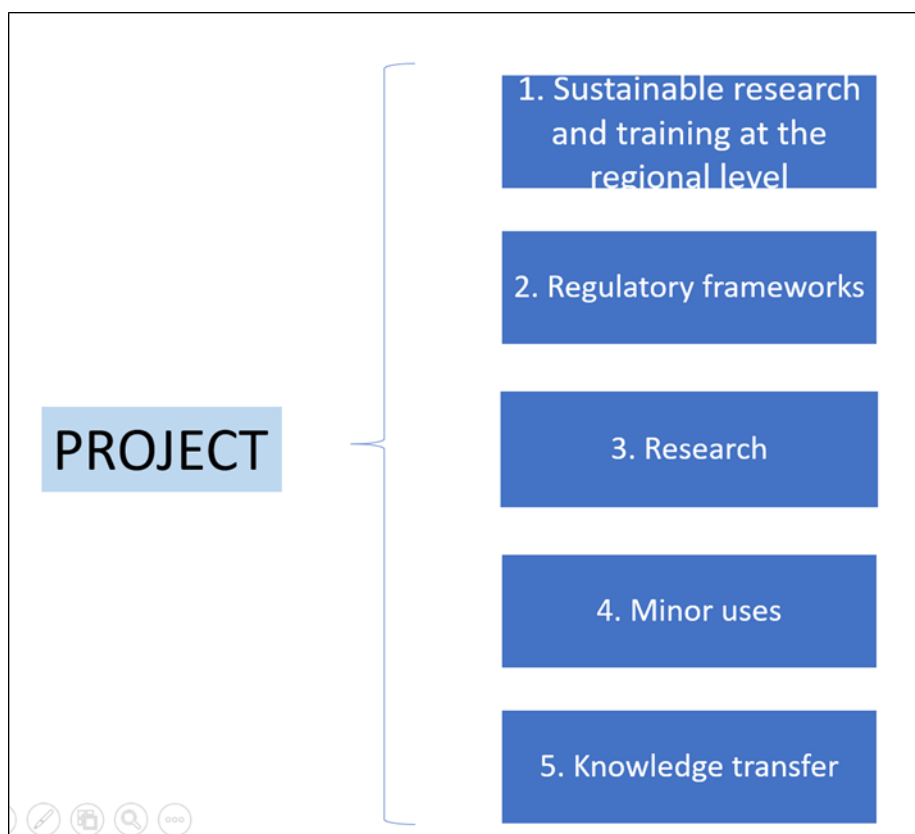 PROJECT
1. Sustainable research
and training at the
regional level
2. Regulatory frameworks
3. Research
4. Minor uses
5. Knowledge transfer